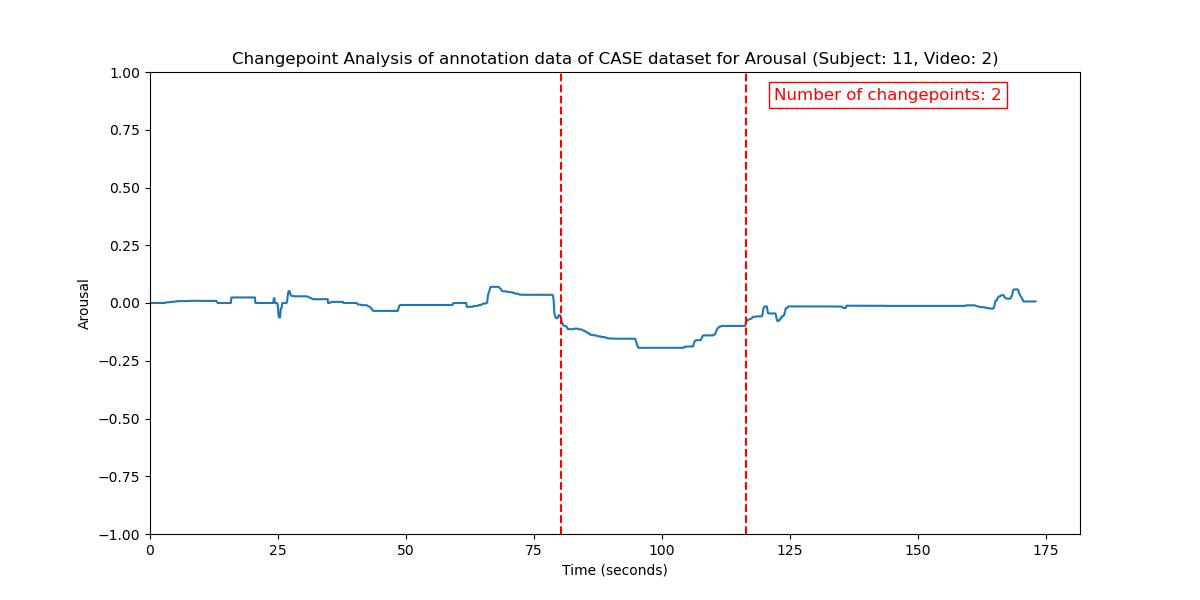 Changepoint Analysis of annotation data of CASE dataset for Arousal (Subject: 11, Video: 2)
Number of changepoints: 2
Arousal
1.00
0.75
0.50
0.25
0.00
−0.25
−0.50
−0.75
−1.00
0 25 50 75 100 125 150 175
Time (seconds)